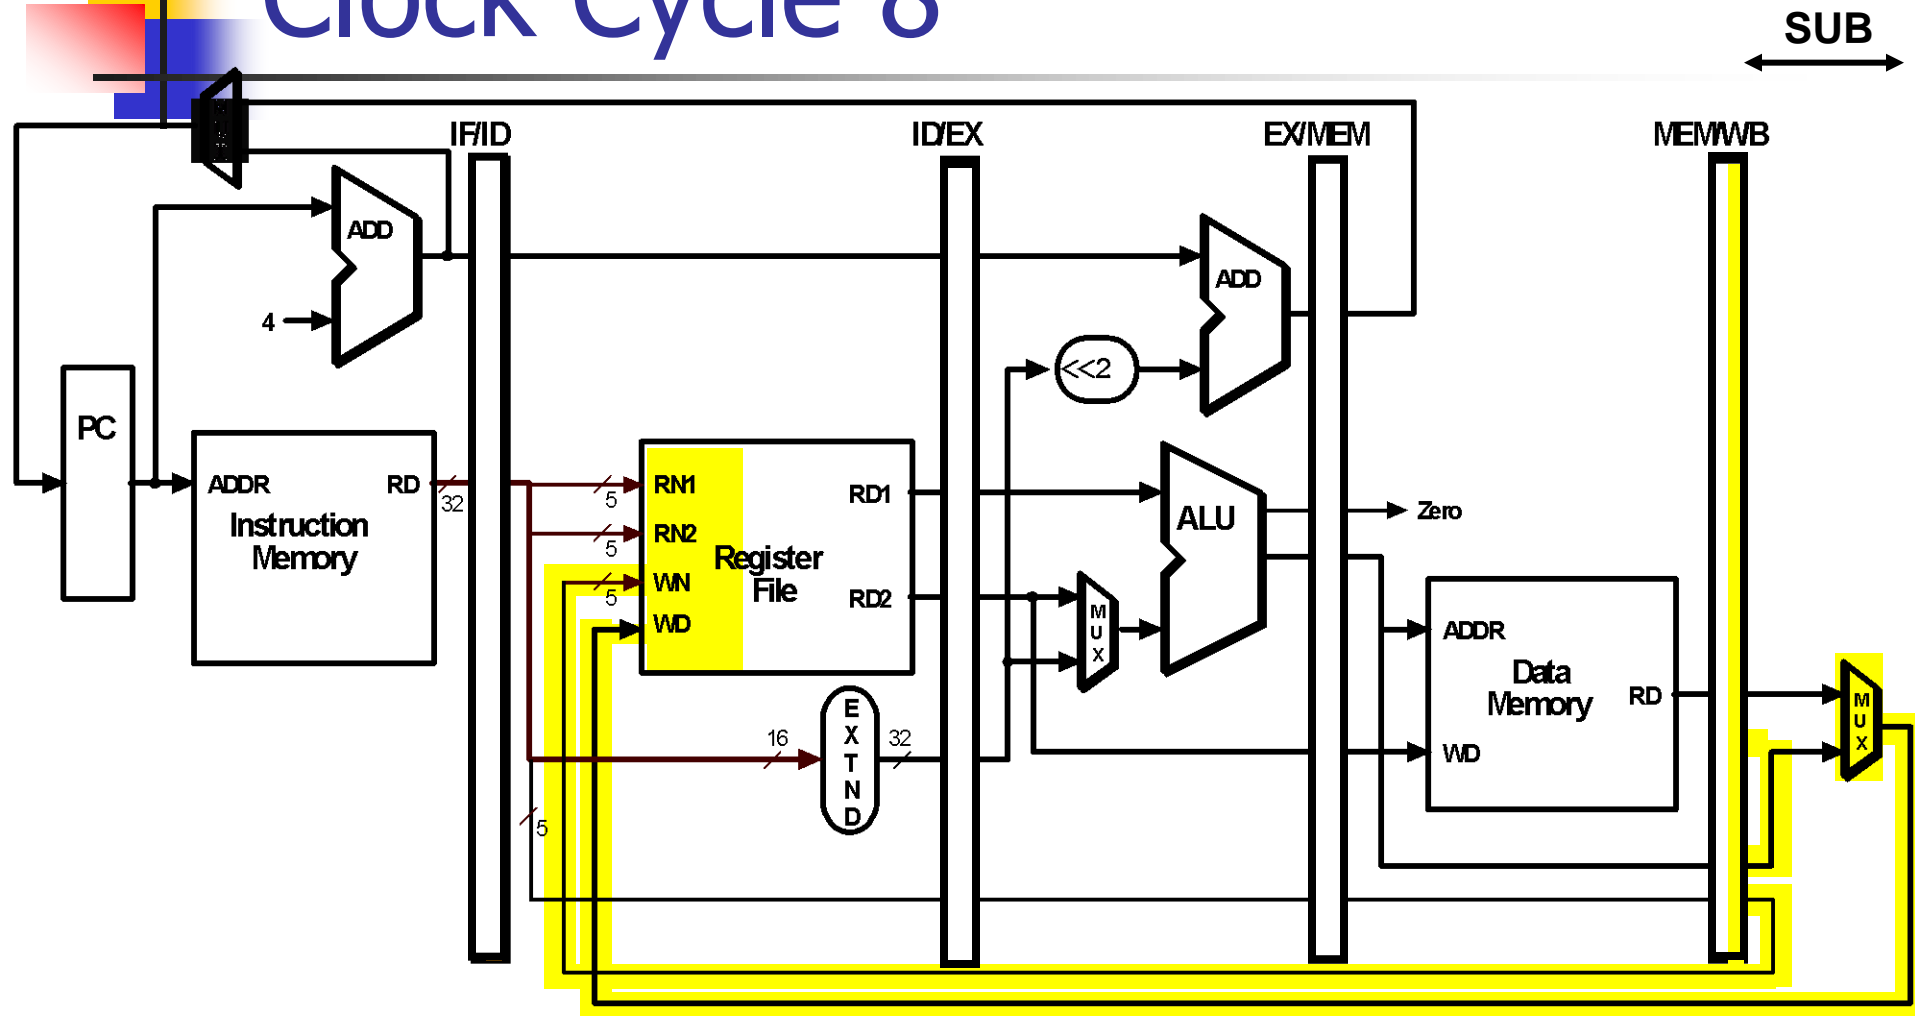 Clock Cycle 8
SUB
IF/ID
ID/EX
EX/MEM
MEM/WB
ADD
ADD
4
<<2
PC
ADDR
RD
32
Instruction
Memory
5
RN1
5
RN2
5
WN
WD
Register
File
RD1
RD2
16
E
X
T
N
D
32
5
M
U
X
ALU
Zero
ADDR
Data
Memory
RD
WD
M
U
X